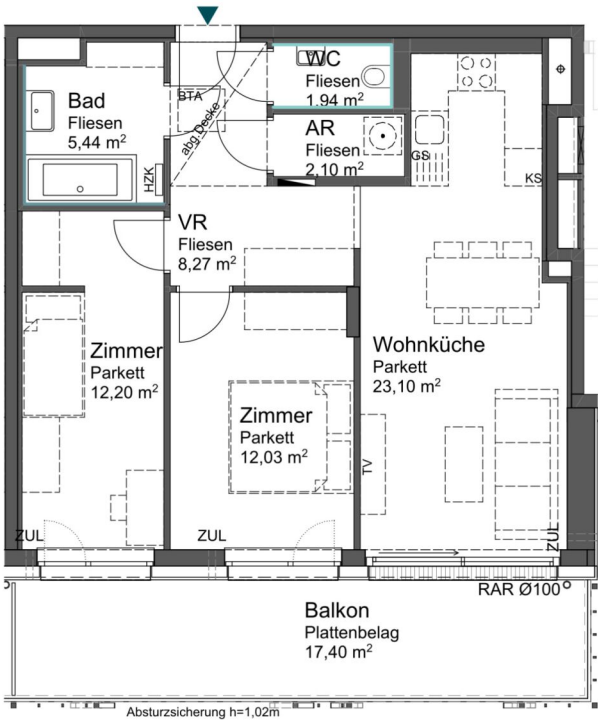 WC
Fliesen
1.94 m²
Bad
Fliesen
5,44 m²
BTA
abg Decke
AR
Fliesen
2.10 m²
GS
KS
HZK
VR
Fliesen
8,27 m²
Zimmer
Parkett
12,20 m²
Wohnküche
Parkett
23,10 m²
Zimmer
Parkett
12,03 m²
TV
ZUL
ZUL
ZUL
RAR Ø100
Balkon
Plattenbelag
17,40 m²
Absturzsicherung h=1,02m